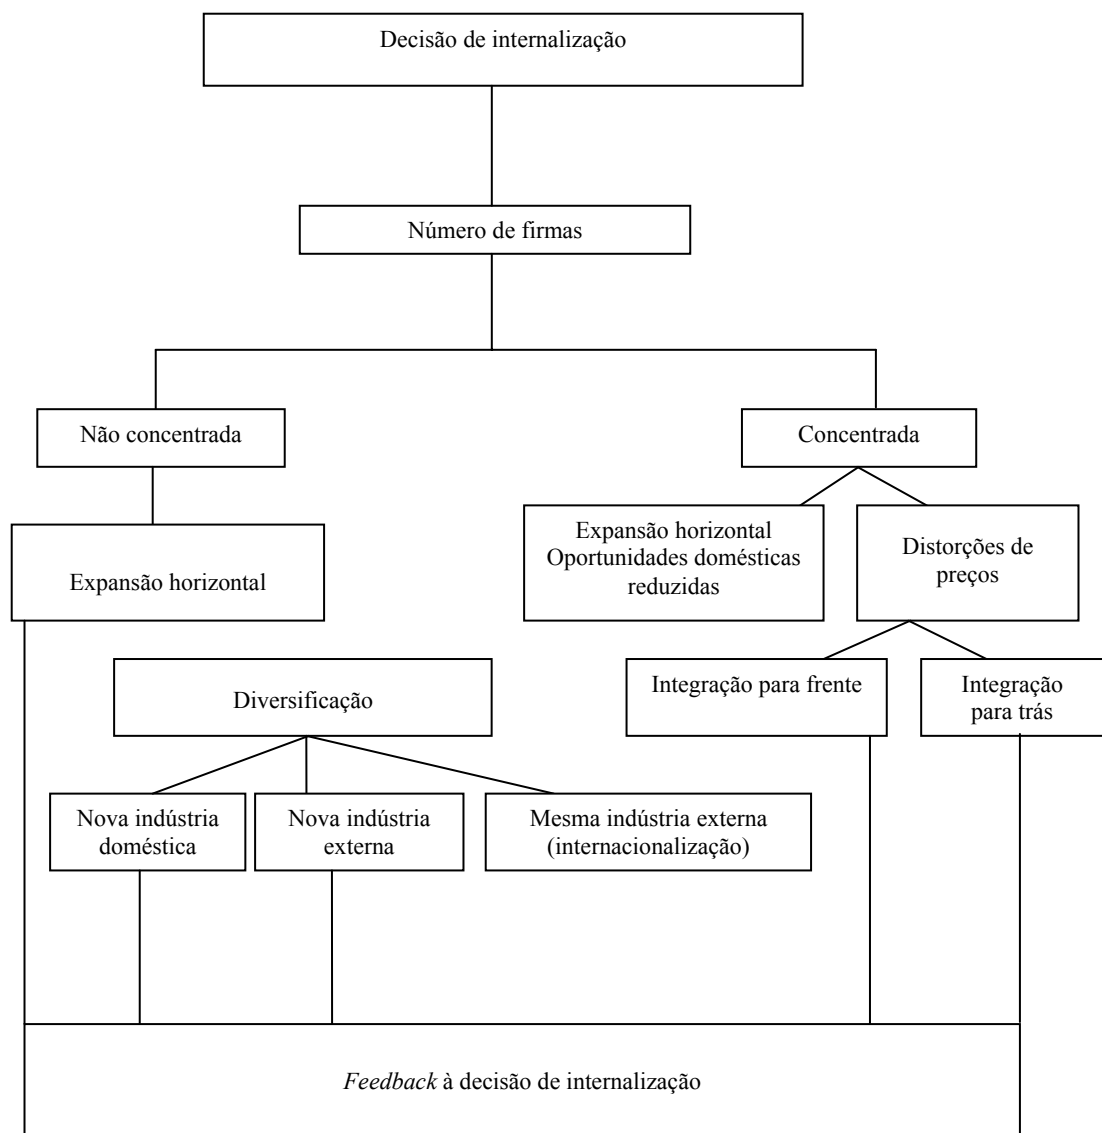 Decisão de internalização
Número de firmas
Não concentrada
Concentrada
Expansão horizontal
Expansão horizontal
Oportunidades domésticas
reduzidas
Distorções de
preços
Diversificação
Integração para frente
Integração
para trás
Nova indústria
doméstica
Nova indústria
externa
Mesma indústria externa
(internacionalização)
Feedback à decisão de internalização